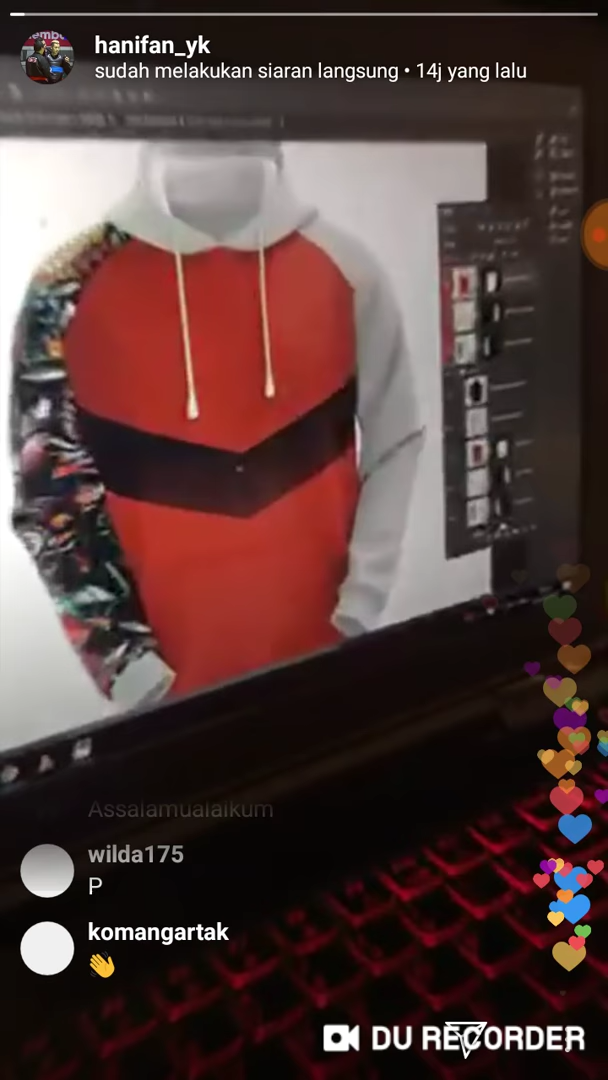 hanifan_yk
sudah melakukan siaran langsung • 14j yang lalu
Assalamualaikum
wilda175
P
komangartak
👋
DU RECORDER